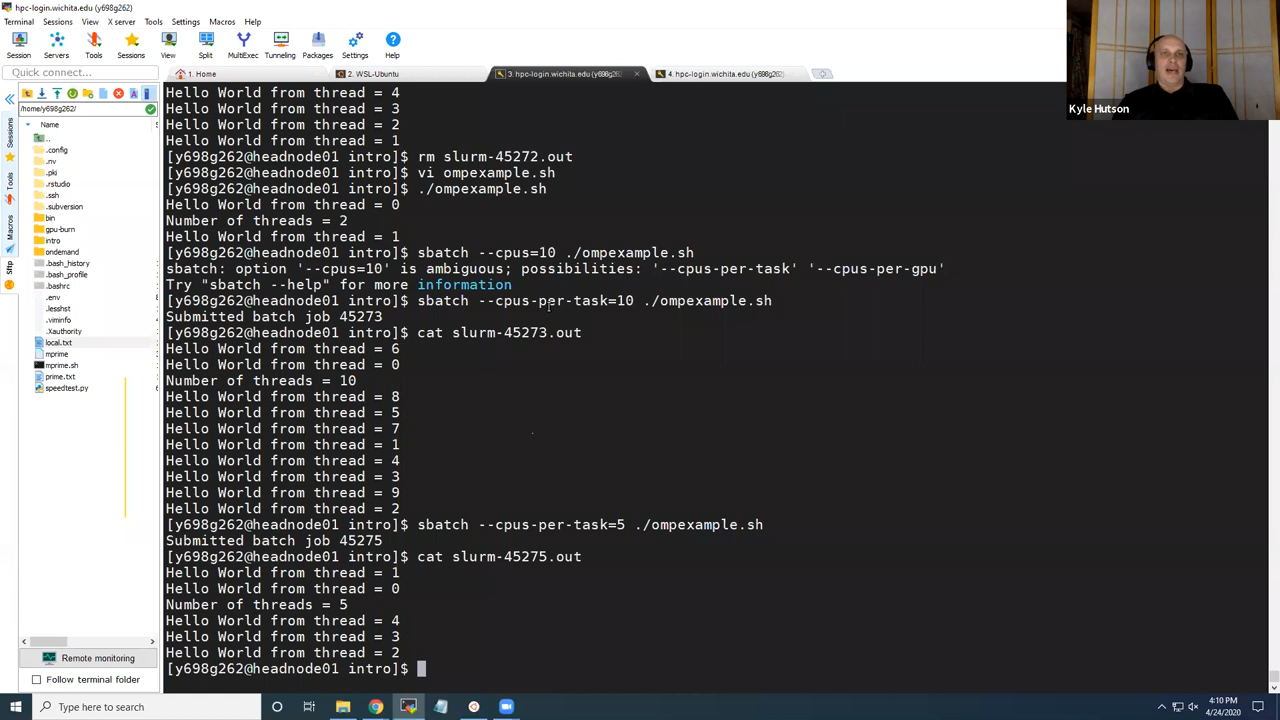 hpc-login.wichita.edu (y698g262)
Terminal Sessions View X server Tools Settings Macros Help
Session Servers Tools Sessions View Split MultiExec Tunneling Packages Settings Help
Quick connect...
1. Home
2. WSL-Ubuntu
3. hpc-login.wichita.edu (y698g262)
4. hpc-login.wichita.edu (y698g262)
Kyle Hutson
Sessions
Tools
Macros
Sftp
/home/y698g262/
Name
..
.config
.nv
.pki
.rstudio
.ssh
.subversion
bin
gpu-burn
intro
ondemand
.bash_history
.bash_profile
.bashrc
.env
.lesshst
.viminfo
.Xauthority
local.txt
mprime
mprime.sh
prime.txt
speedtest.py
Remote monitoring
Follow terminal folder
Hello World from thread = 4
Hello World from thread = 3
Hello World from thread = 2
Hello World from thread = 1
[y698g262@headnode01 intro]$ rm slurm-45272.out
[y698g262@headnode01 intro]$ vi ompexample.sh
[y698g262@headnode01 intro]$ ./ompexample.sh
Hello World from thread = 0
Number of threads = 2
Hello World from thread = 1
[y698g262@headnode01 intro]$ sbatch --cpus=10 ./ompexample.sh
sbatch: option '--cpus=10' is ambiguous; possibilities: '--cpus-per-task' '--cpus-per-gpu'
Try "sbatch --help" for more information
[y698g262@headnode01 intro]$ sbatch --cpus-per-task=10 ./ompexample.sh
Submitted batch job 45273
[y698g262@headnode01 intro]$ cat slurm-45273.out
Hello World from thread = 6
Hello World from thread = 0
Number of threads = 10
Hello World from thread = 8
Hello World from thread = 5
Hello World from thread = 7
Hello World from thread = 1
Hello World from thread = 4
Hello World from thread = 3
Hello World from thread = 9
Hello World from thread = 2
[y698g262@headnode01 intro]$ sbatch --cpus-per-task=5 ./ompexample.sh
Submitted batch job 45275
[y698g262@headnode01 intro]$ cat slurm-45275.out
Hello World from thread = 1
Hello World from thread = 0
Number of threads = 5
Hello World from thread = 4
Hello World from thread = 3
Hello World from thread = 2
[y698g262@headnode01 intro]$
Type here to search
4:10 PM
4/24/2020